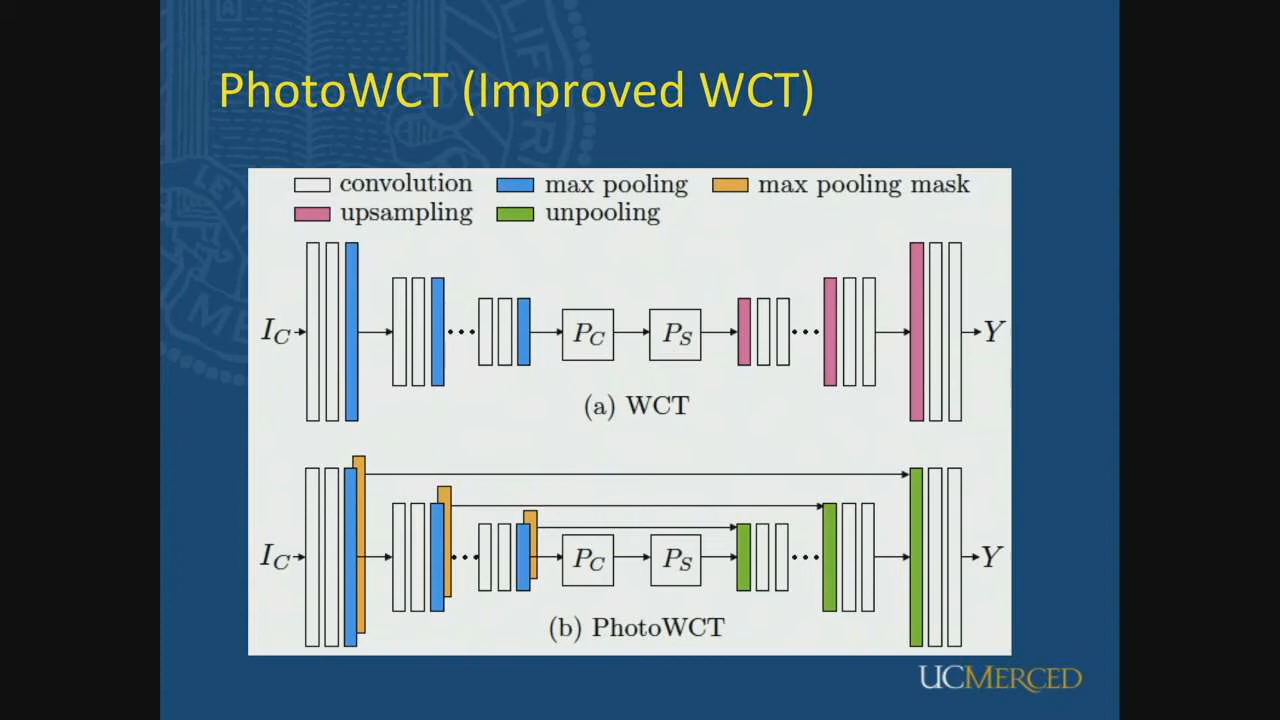 PhotoWCT (Improved WCT)
convolution max pooling max pooling mask
upsampling unpooling
I_C P_C P_S Y
(a) WCT
I_C P_C P_S Y
(b) PhotoWCT
UCMERCED